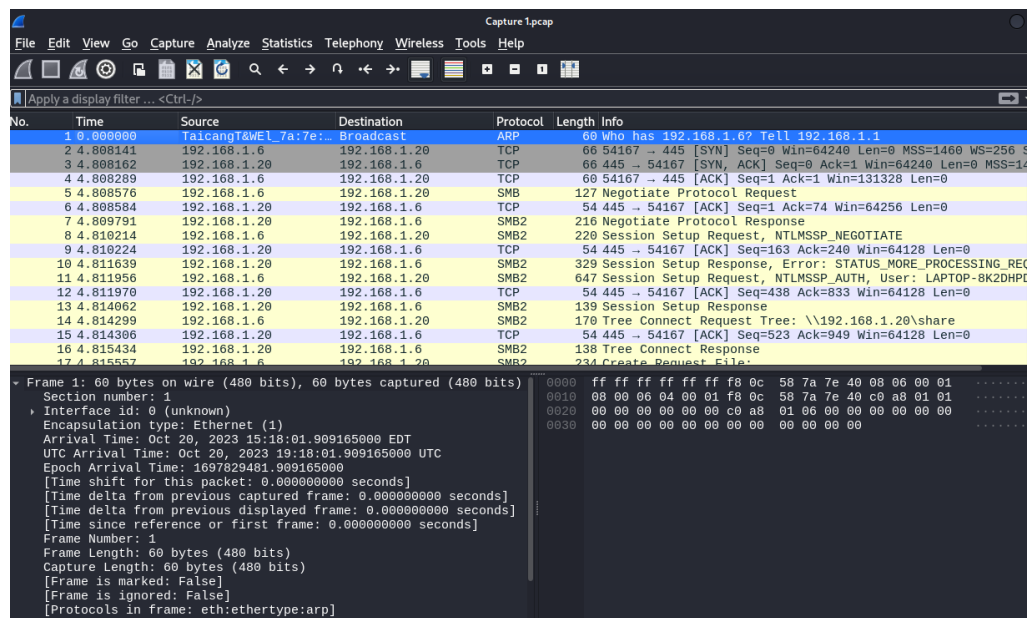 Capture 1.pcap
File Edit View Go Capture Analyze Statistics Telephony Wireless Tools Help
Apply a display filter … <Ctrl-/>
No. Time Source Destination Protocol Length Info
1 0.000000 TaicangT&WEl_7a:7e:… Broadcast ARP 60 Who has 192.168.1.6? Tell 192.168.1.1
2 4.808141 192.168.1.6 192.168.1.20 TCP 66 54167 → 445 [SYN] Seq=0 Win=64240 Len=0 MSS=1460 WS=256
3 4.808162 192.168.1.20 192.168.1.6 TCP 66 445 → 54167 [SYN, ACK] Seq=0 Ack=1 Win=64240 Len=0
4 4.808289 192.168.1.6 192.168.1.20 TCP 60 54167 → 445 [ACK] Seq=1 Ack=1 Win=131328 Len=0
5 4.808576 192.168.1.6 192.168.1.20 SMB 127 Negotiate Protocol Request
6 4.808584 192.168.1.20 192.168.1.6 TCP 54 445 → 54167 [ACK] Seq=1 Ack=74 Win=64256 Len=0
7 4.809791 192.168.1.20 192.168.1.6 SMB2 216 Negotiate Protocol Response
8 4.810214 192.168.1.6 192.168.1.20 SMB2 220 Session Setup Request, NTLMSSP_NEGOTIATE
9 4.810224 192.168.1.20 192.168.1.6 TCP 54 445 → 54167 [ACK] Seq=163 Ack=240 Win=64128 Len=0
10 4.811639 192.168.1.20 192.168.1.6 SMB2 329 Session Setup Response, Error: STATUS_MORE_PROCESSING_REQ
11 4.811956 192.168.1.6 192.168.1.20 SMB2 647 Session Setup Request, NTLMSSP_AUTH, User: LAPTOP-8K2DHPD
12 4.811970 192.168.1.20 192.168.1.6 TCP 54 445 → 54167 [ACK] Seq=438 Ack=833 Win=64128 Len=0
13 4.814062 192.168.1.20 192.168.1.6 SMB2 139 Session Setup Response
14 4.814299 192.168.1.6 192.168.1.20 SMB2 170 Tree Connect Request Tree: \\192.168.1.20\share
15 4.814306 192.168.1.20 192.168.1.6 TCP 54 445 → 54167 [ACK] Seq=523 Ack=949 Win=64128 Len=0
16 4.815434 192.168.1.20 192.168.1.6 SMB2 138 Tree Connect Response
17 4.815557 192.168.1.6 192.168.1.20 SMB2 234 Create Request File:
Frame 1: 60 bytes on wire (480 bits), 60 bytes captured (480 bits)
Section number: 1
Interface id: 0 (unknown)
Encapsulation type: Ethernet (1)
Arrival Time: Oct 20, 2023 15:18:01.909165000 EDT
UTC Arrival Time: Oct 20, 2023 19:18:01.909165000 UTC
Epoch Arrival Time: 1697829481.909165000
[Time shift for this packet: 0.000000000 seconds]
[Time delta from previous captured frame: 0.000000000 seconds]
[Time delta from previous displayed frame: 0.000000000 seconds]
[Time since reference or first frame: 0.000000000 seconds]
Frame Number: 1
Frame Length: 60 bytes (480 bits)
Capture Length: 60 bytes (480 bits)
[Frame is marked: False]
[Frame is ignored: False]
[Protocols in frame: eth:ethertype:arp]
0000 ff ff ff ff ff ff f8 0c 58 7a 7e 40 08 06 00 01 ·······
0010 08 00 06 04 00 01 f8 0c 58 7a 7e 40 c0 a8 01 01 ·······
0020 00 00 00 00 00 00 c0 a8 01 06 00 00 00 00 00 00 ·······
0030 00 00 00 00 00 00 00 00 00 00 00 00 ·······